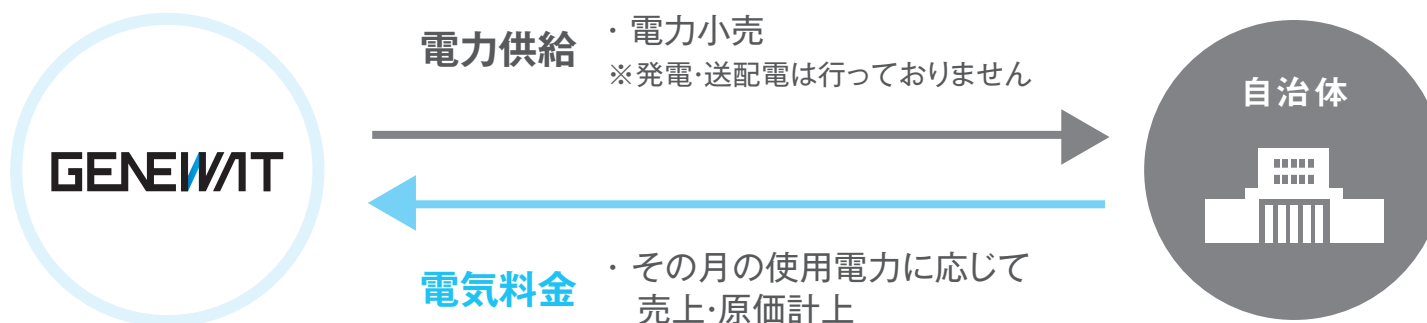 GENEWAT
電力供給
・電力小売
※発電・送配電は行っておりません
自治体
電気料金
・その月の使用電力に応じて
売上・原価計上